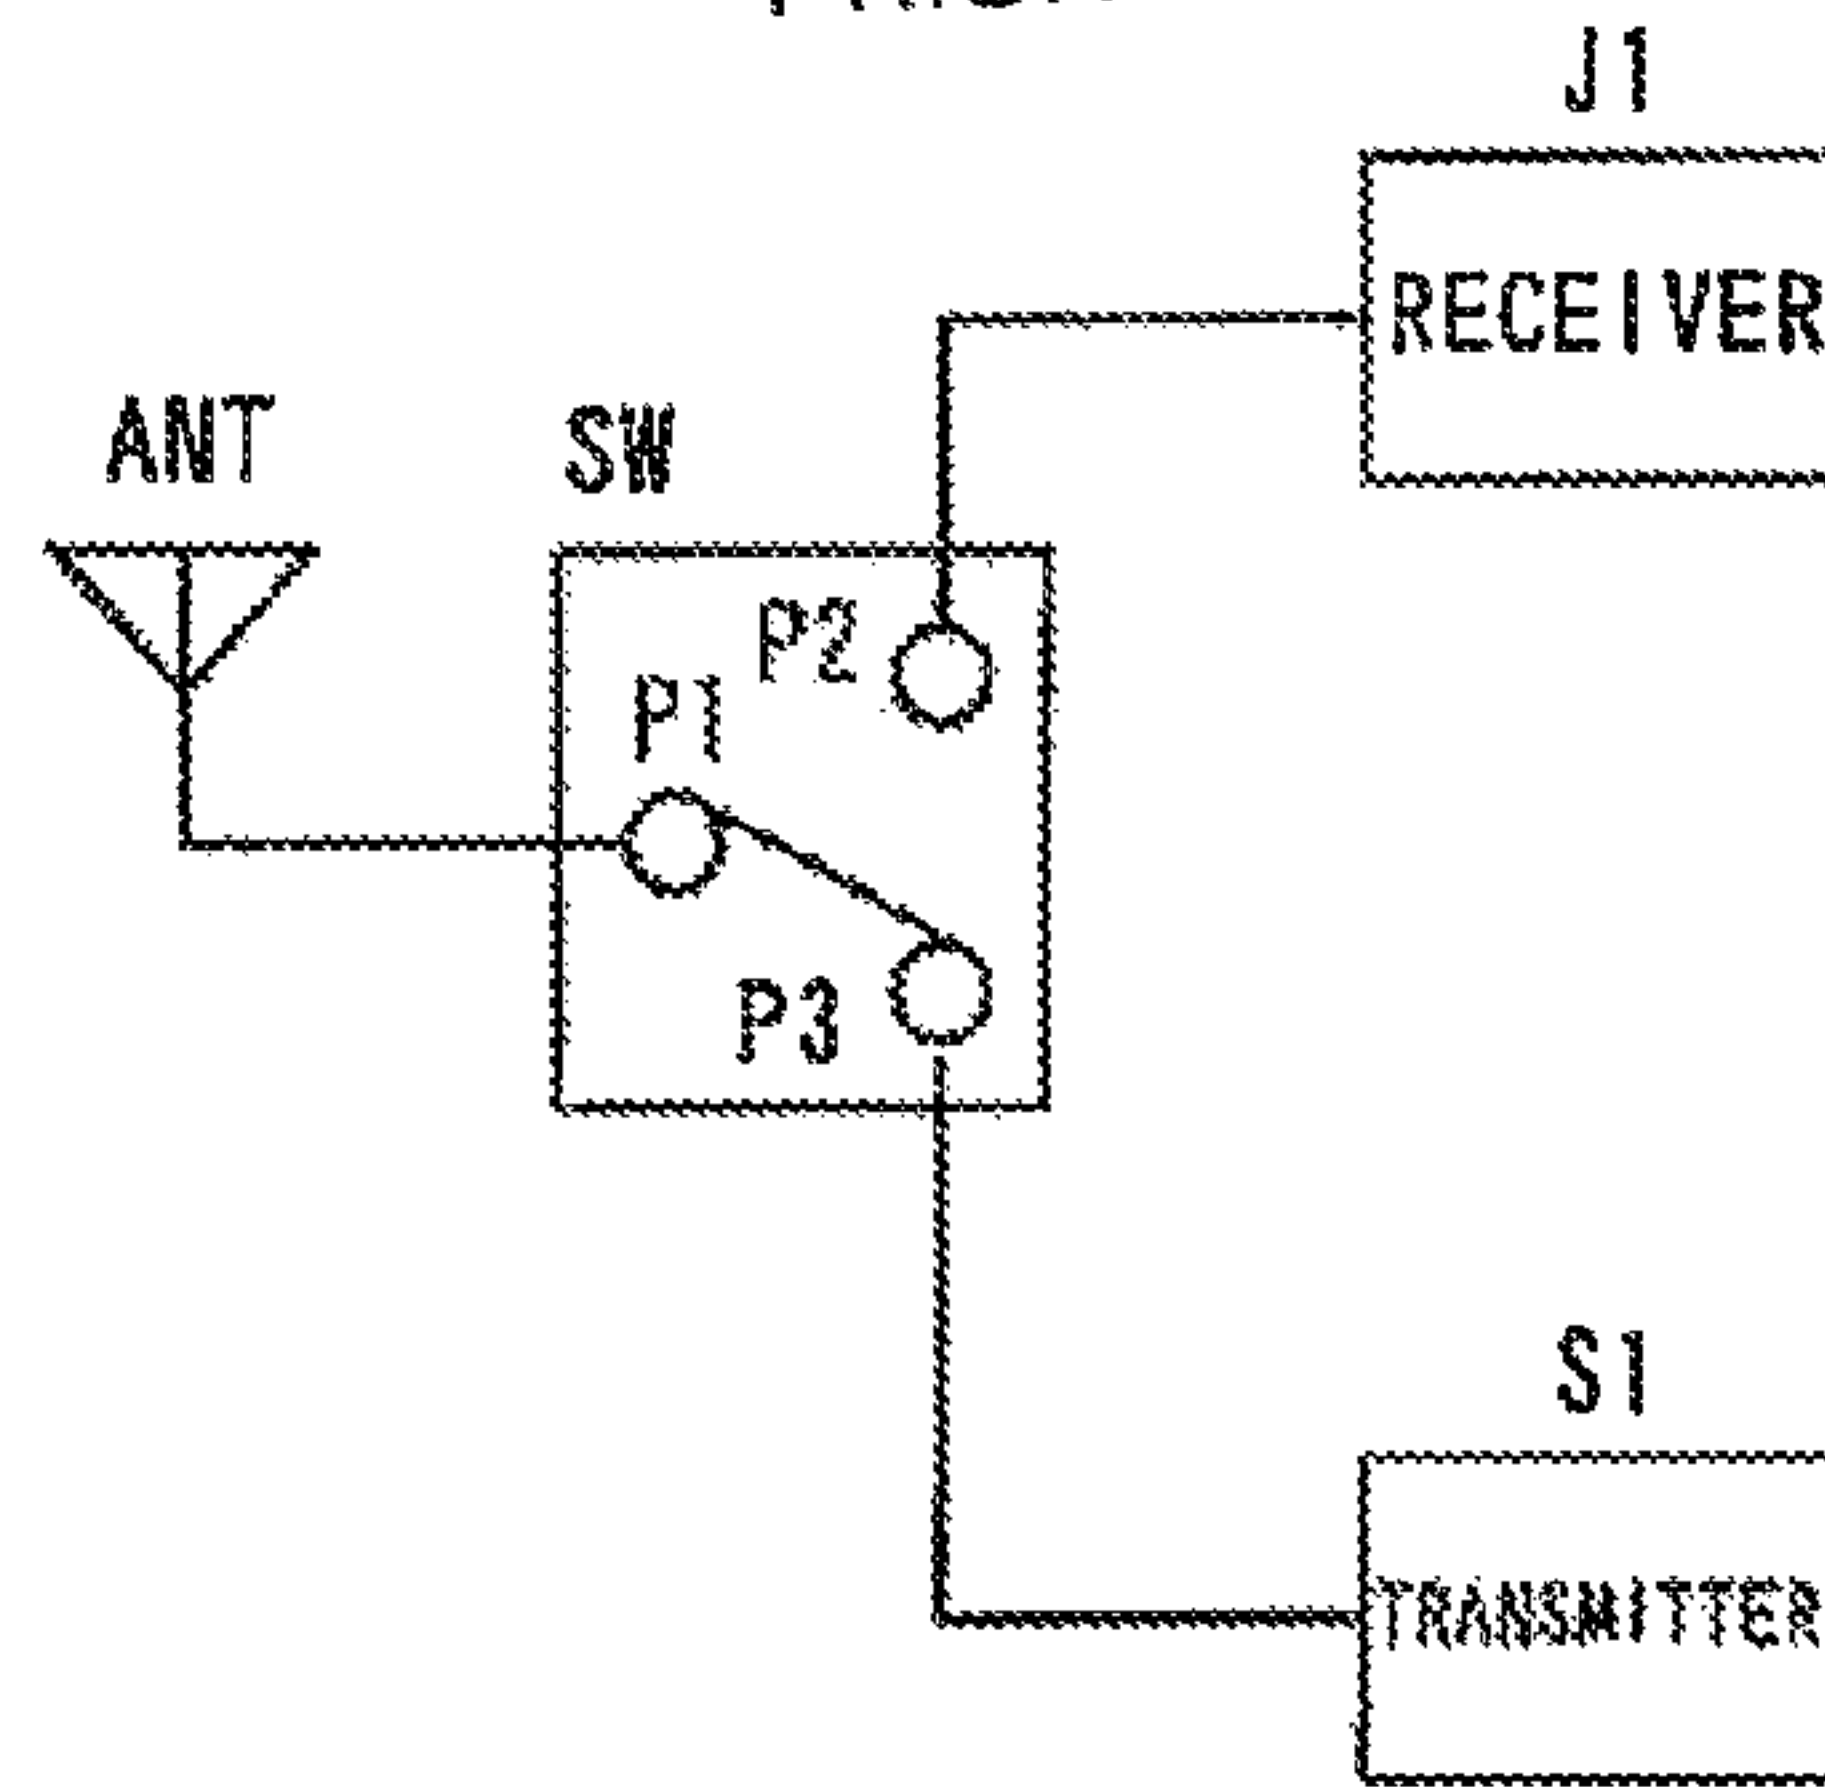 J1
RECEIVER
ANT
SW
P2
P1
P3
S1
TRANSMITTER